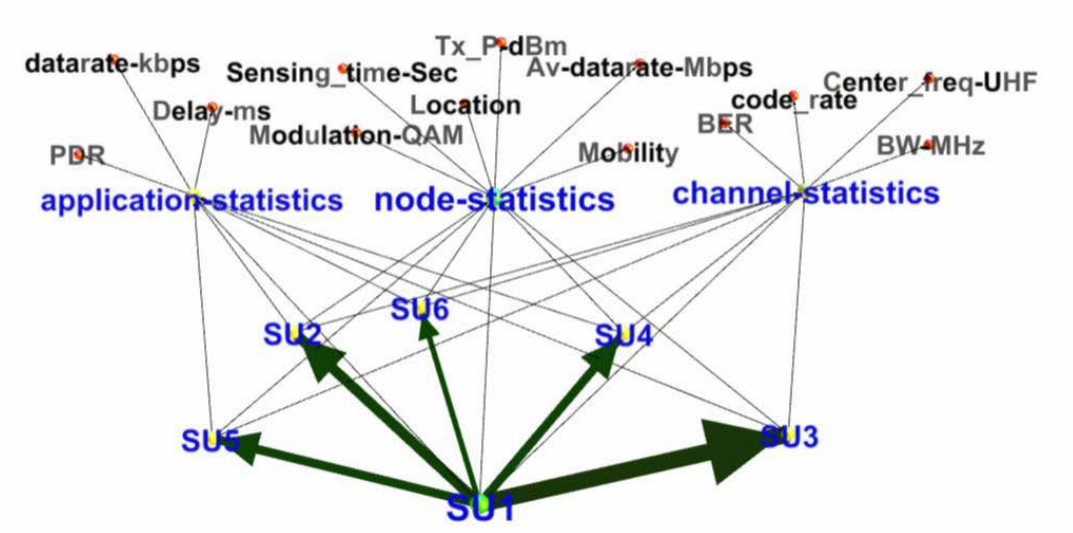 Tx_P-dBm
datarate-kbps
Sensing_time-Sec
Av-datarate-Mbps
Center_freq-UHF
Delay-ms
Location
code_rate
Modulation-QAM
BER
PDR
Mobility
BW-MHz
application-statistics
node-statistics
channel-statistics
SU6
SU2
SU4
SU5
SU3
SU1